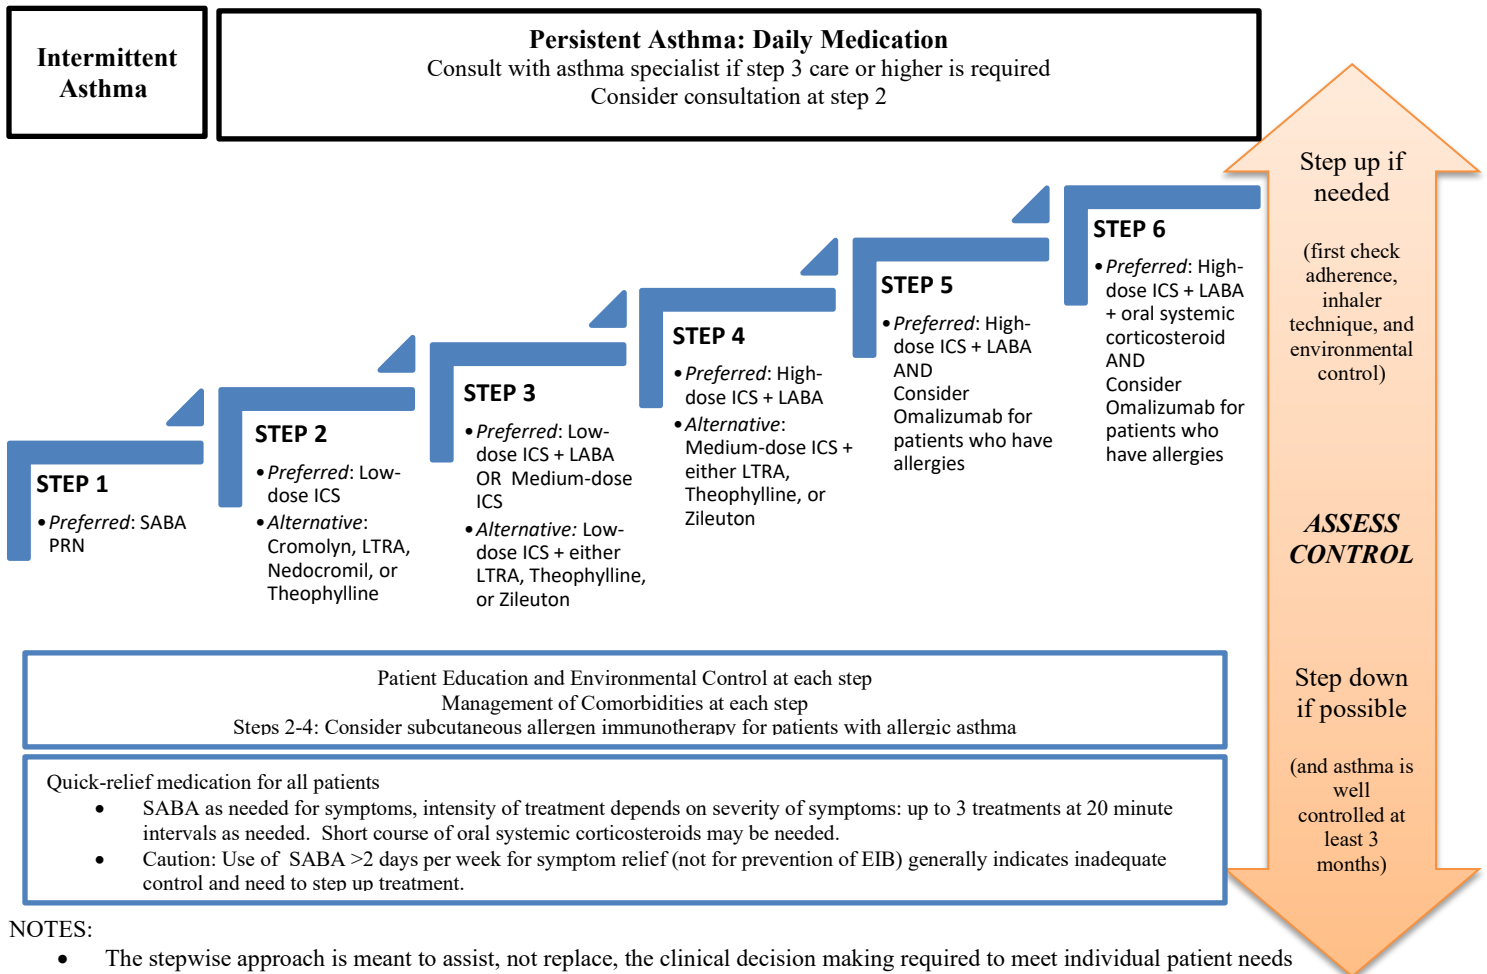 Intermittent
Asthma
Persistent Asthma: Daily Medication
Consult with asthma specialist if step 3 care or higher is required
Consider consultation at step 2
STEP 1
•Preferred: SABA
PRN
STEP 2
•Preferred: Low-
dose ICS
•Alternative:
Cromolyn, LTRA,
Nedocromil, or
Theophylline
STEP 3
•Preferred: Low-
dose ICS + LABA
OR Medium-dose
ICS
•Alternative: Low-
dose ICS + either
LTRA, Theophylline,
or Zileuton
STEP 4
•Preferred: High-
dose ICS + LABA
•Alternative:
Medium-dose ICS +
either LTRA,
Theophylline, or
Zileuton
STEP 5
•Preferred: High-
dose ICS + LABA
AND
Consider
Omalizumab for
patients who have
allergies
STEP 6
•Preferred: High-
dose ICS + LABA
+ oral systemic
corticosteroid
AND
Consider
Omalizumab for
patients who
have allergies
Step up if
needed
(first check
adherence,
inhaler
technique, and
environmental
control)
ASSESS
CONTROL
Step down
if possible
(and asthma is
well
controlled at
least 3
months)
Patient Education and Environmental Control at each step
Management of Comorbidities at each step
Steps 2-4: Consider subcutaneous allergen immunotherapy for patients with allergic asthma
Quick-relief medication for all patients
• SABA as needed for symptoms, intensity of treatment depends on severity of symptoms: up to 3 treatments at 20 minute
intervals as needed. Short course of oral systemic corticosteroids may be needed.
• Caution: Use of SABA >2 days per week for symptom relief (not for prevention of EIB) generally indicates inadequate
control and need to step up treatment.
NOTES:
• The stepwise approach is meant to assist, not replace, the clinical decision making required to meet individual patient needs